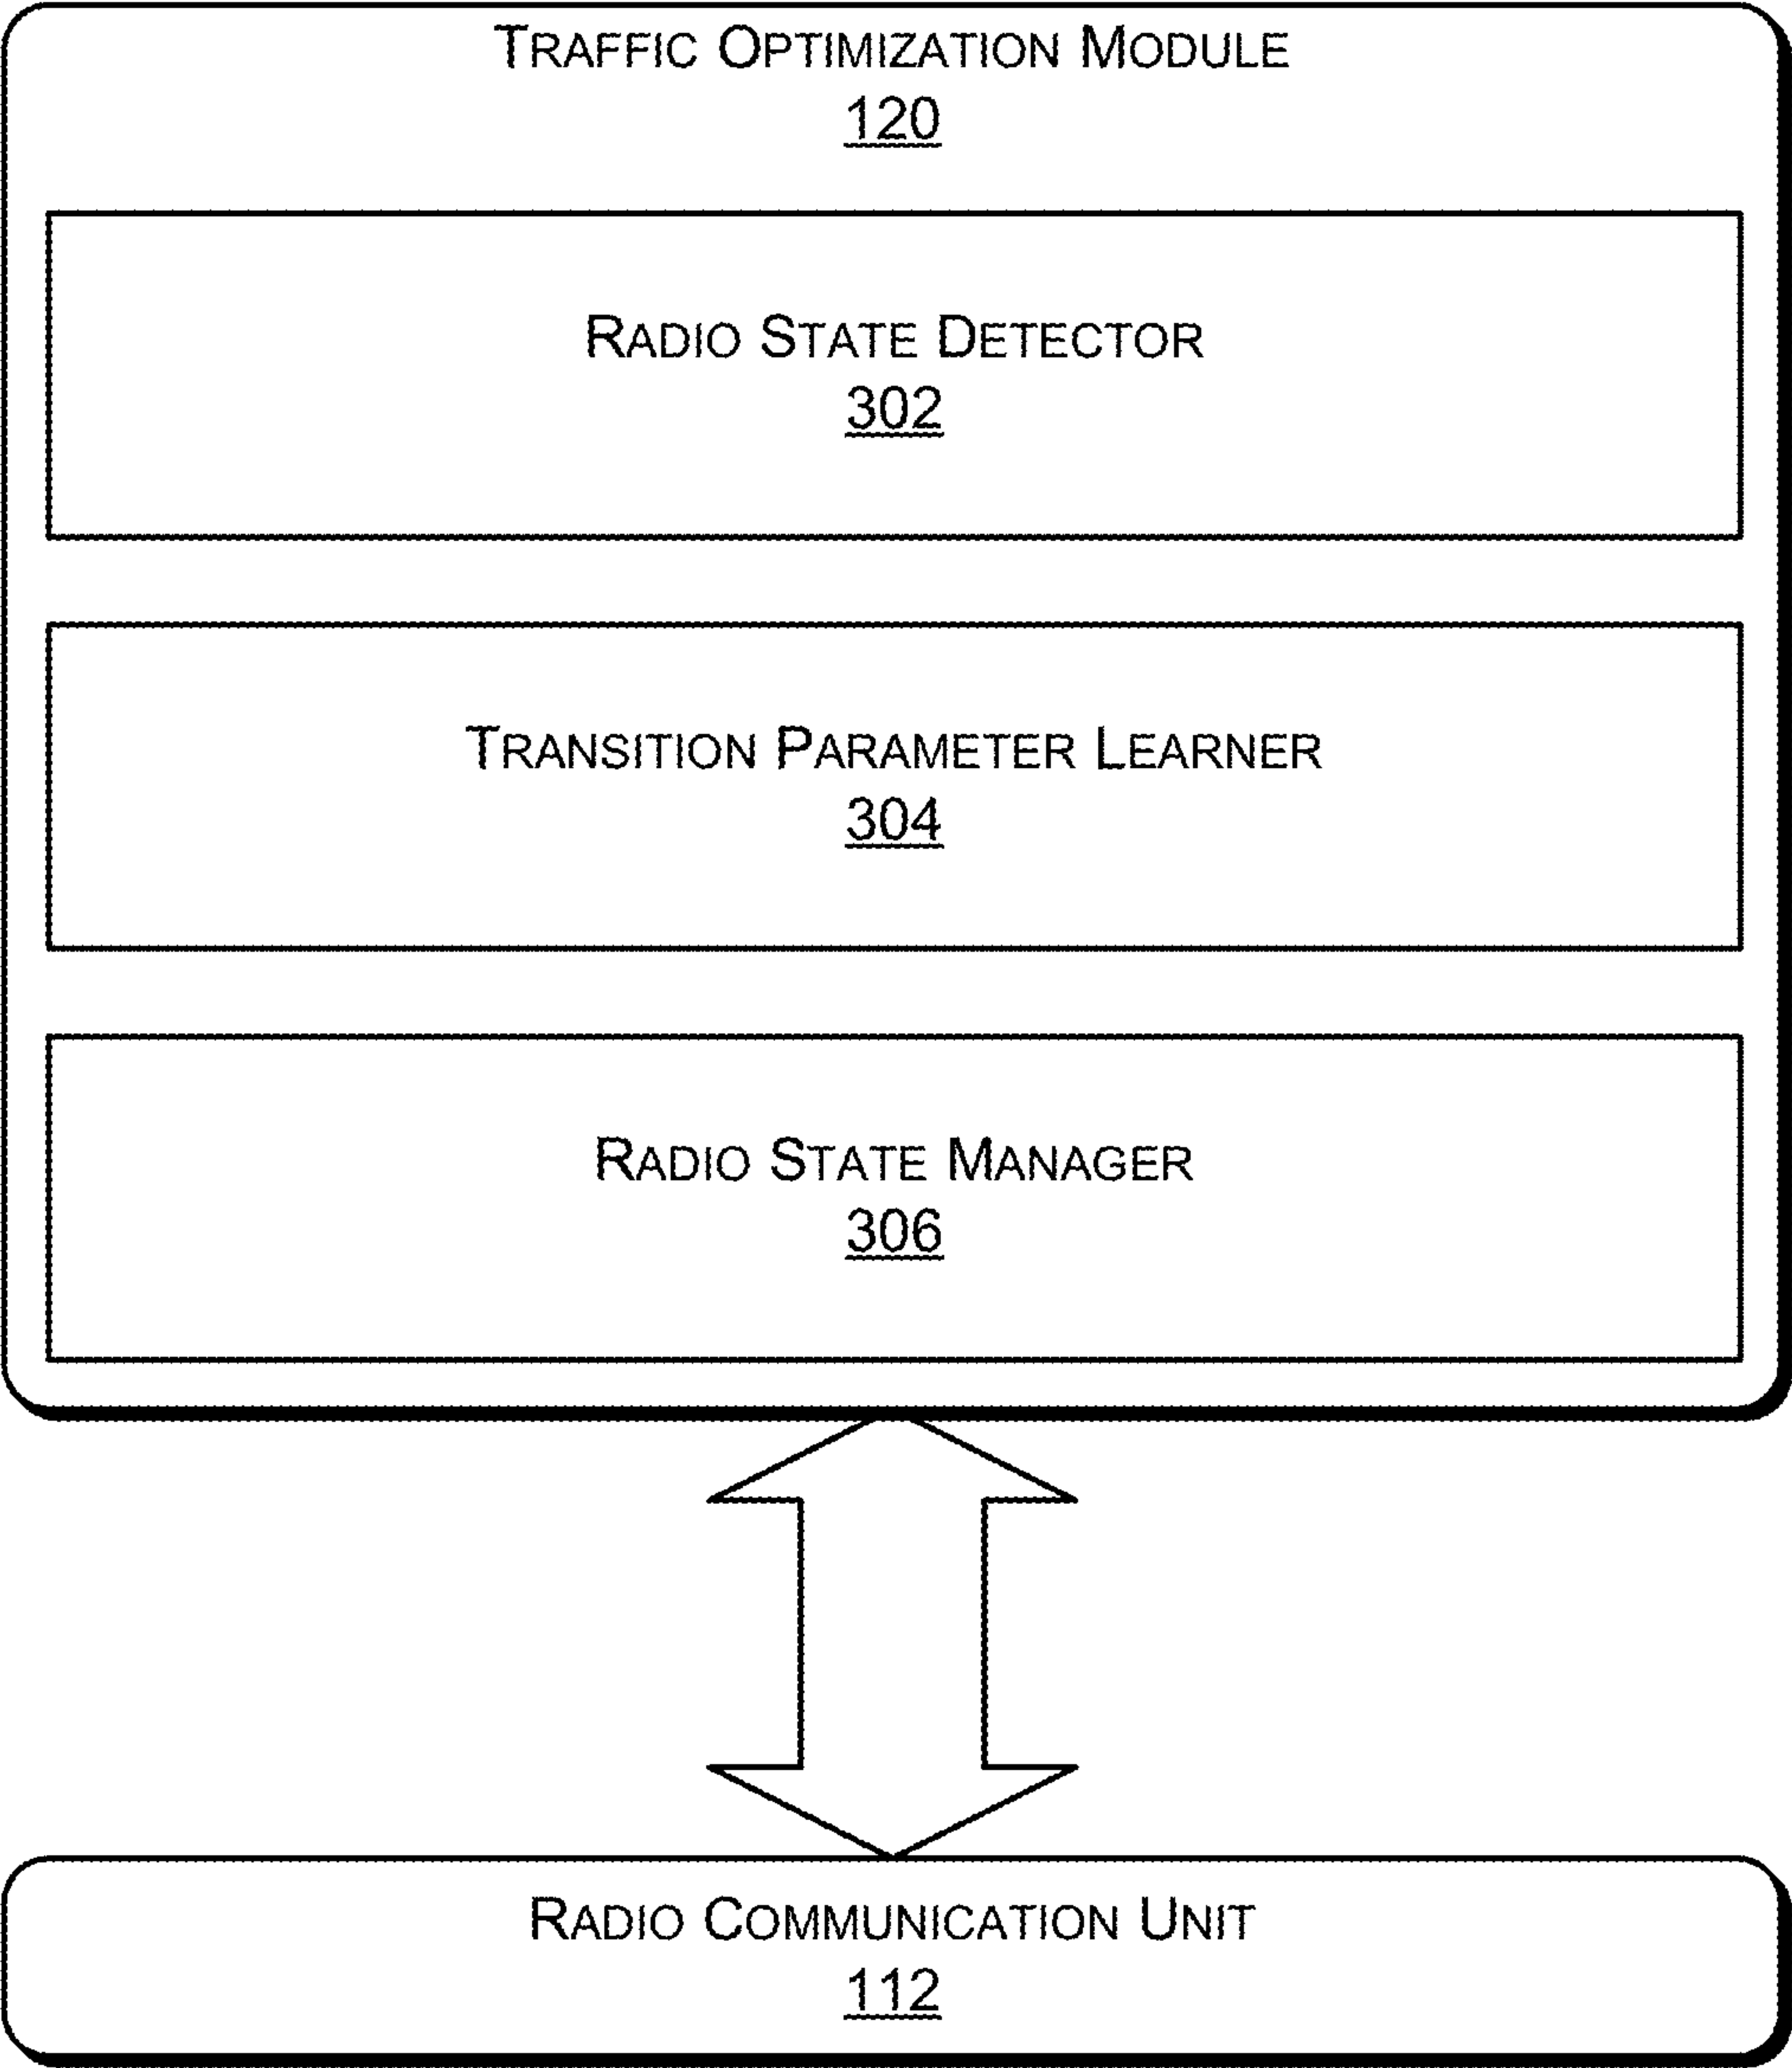 TRAFFIC OPTIMIZATION MODULE
120
RADIO STATE DETECTOR
302
TRANSITION PARAMETER LEARNER
304
RADIO STATE MANAGER
306
RADIO COMMUNICATION UNIT
112